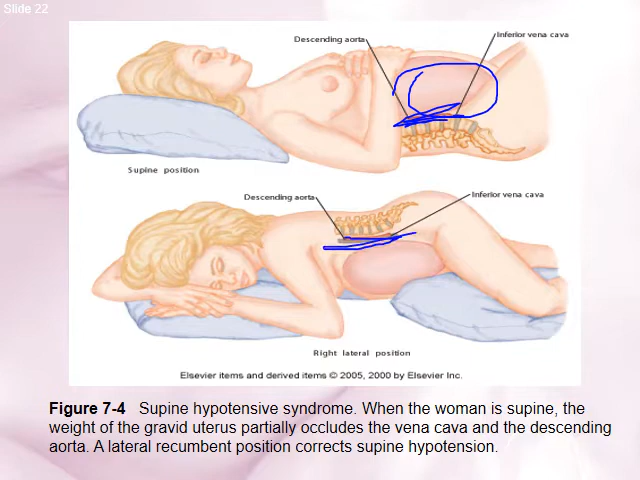 Slide 22
Descending aorta
Inferior vena cava
Supine position
Descending aorta
Inferior vena cava
Right lateral position
Elsevier items and derived items © 2005, 2000 by Elsevier Inc.
Figure 7-4 Supine hypotensive syndrome. When the woman is supine, the
weight of the gravid uterus partially occludes the vena cava and the descending
aorta. A lateral recumbent position corrects supine hypotension.